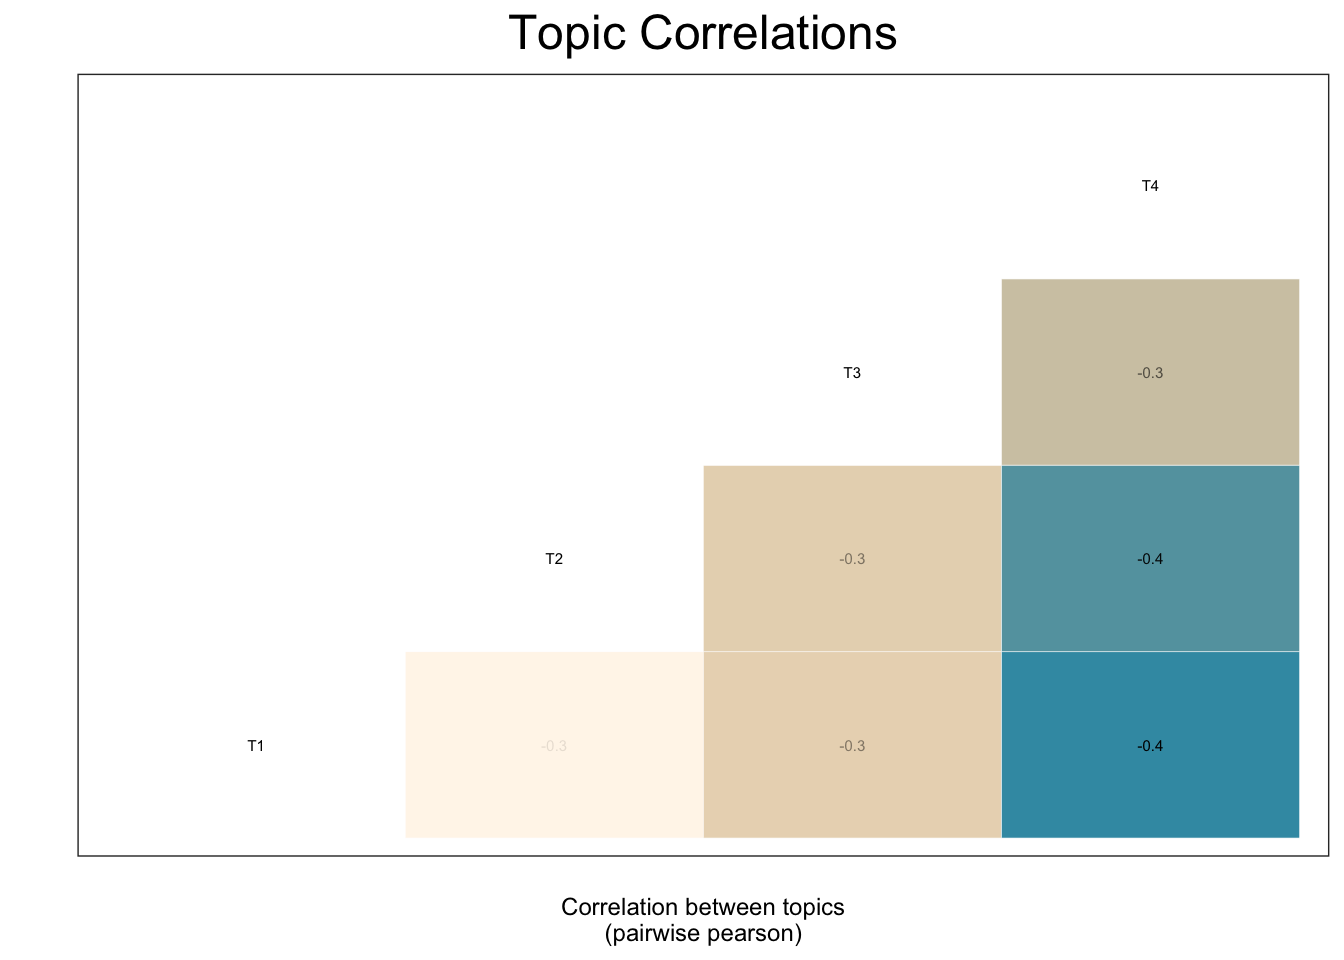 Topic Correlations
T4
T3
-0.3
T2
-0.3
-0.4
T1
-0.3
-0.3
-0.4
Correlation between topics
(pairwise pearson)